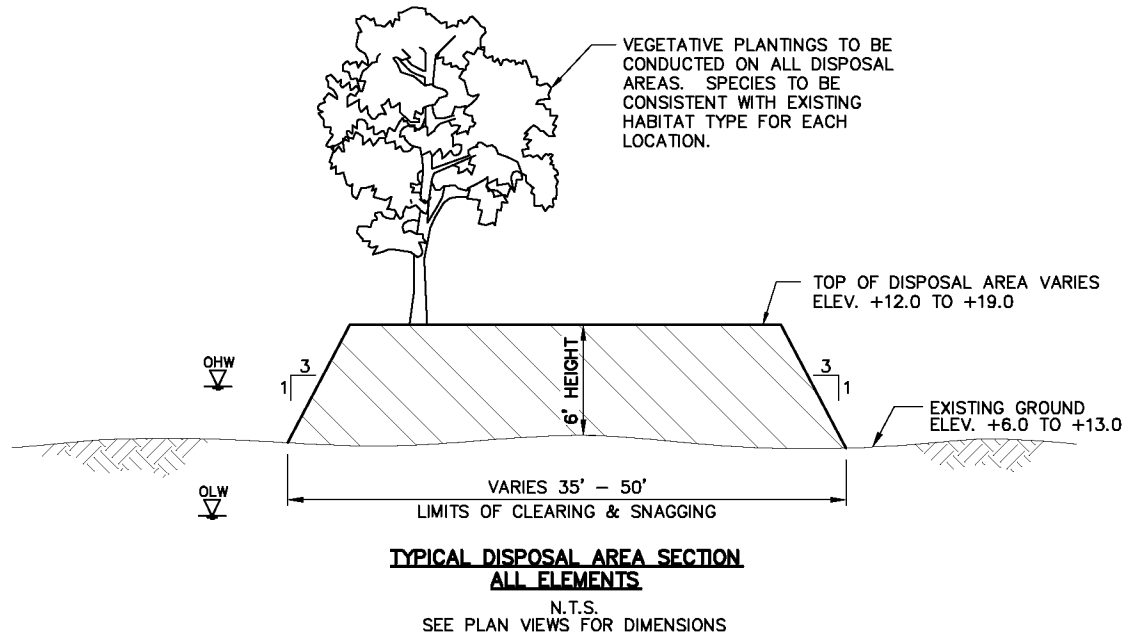 VEGETATIVE PLANTINGS TO BE
CONDUCTED ON ALL DISPOSAL
AREAS. SPECIES TO BE
CONSISTENT WITH EXISTING
HABITAT TYPE FOR EACH
LOCATION.
TOP OF DISPOSAL AREA VARIES
ELEV. +12.0 TO +19.0
OHW
3
1
6' HEIGHT
3
1
EXISTING GROUND
ELEV. +6.0 TO +13.0
OLW
VARIES 35' - 50'
LIMITS OF CLEARING & SNAGGING
TYPICAL DISPOSAL AREA SECTION
ALL ELEMENTS
N.T.S.
SEE PLAN VIEWS FOR DIMENSIONS